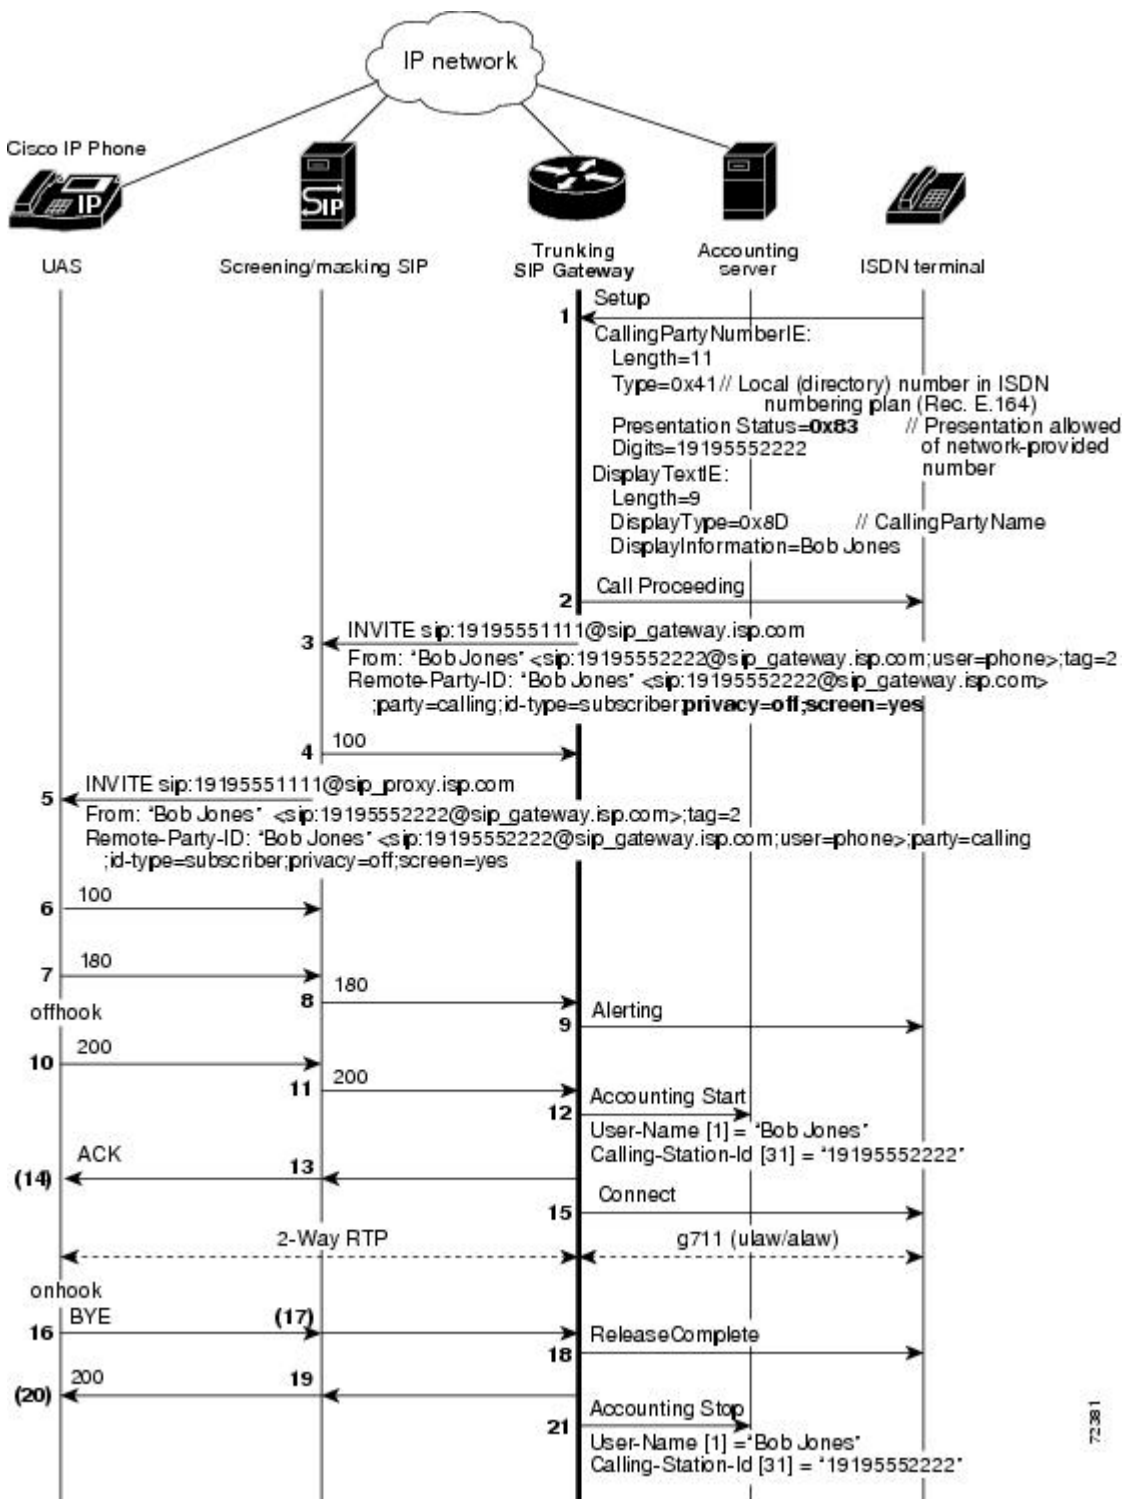 IP network
Cisco IP Phone
IP
SIP
UAS
Screening/masking SIP
Trunking
SIP Gateway
Accounting
server
ISDN terminal
Setup
1
CallingPartyNumberIE:
Length=11
Type=0x41 // Local (directory) number in ISDN
numbering plan (Rec. E.164)
Presentation Status=0x83 // Presentation allowed
of network-provided
number
Digits=19195552222
DisplayTextIE:
Length=9
DisplayType=0x8D // CallingPartyName
DisplayInformation=Bob Jones
Call Proceeding
2
INVITE sip:19195551111@sip_gateway.isp.com
3
From: "Bob Jones" <sip:19195552222@sip_gateway.isp.com;user=phone>;tag=2
Remote-Party-ID: "Bob Jones" <sip:19195552222@sip_gateway.isp.com>
;party=calling;id-type=subscriber;privacy=off;screen=yes
4 100
INVITE sip:19195551111@sip_proxy.isp.com
5
From: "Bob Jones" <sip:19195552222@sip_gateway.isp.com>;tag=2
Remote-Party-ID: "Bob Jones" <sip:19195552222@sip_gateway.isp.com;user=phone>;party=calling
;id-type=subscriber;privacy=off;screen=yes
6 100
7 180
8 180
offhook
Alerting
9
10 200
11 200
Accounting Start
12
User-Name [1] = "Bob Jones"
Calling-Station-Id [31] = "19195552222"
ACK
(14)
13
Connect
15
2-Way RTP
g711 (ulaw/alaw)
onhook
16 BYE
(17)
ReleaseComplete
18
200
(20)
19
Accounting Stop
21
User-Name [1] ="Bob Jones"
Calling-Station-Id [31] = "19195552222"
72381